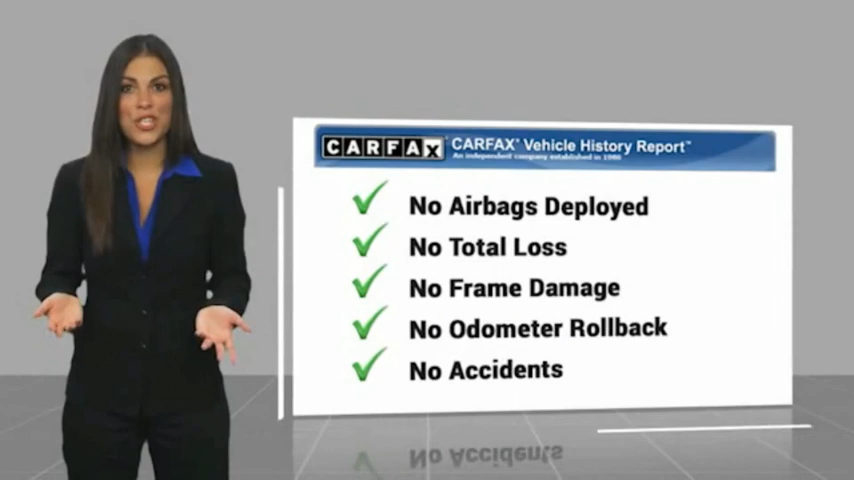 CARFAX CARFAX® Vehicle History Report™
An independent company established in 1986
No Airbags Deployed
No Total Loss
No Frame Damage
No Odometer Rollback
No Accidents
No Accidents